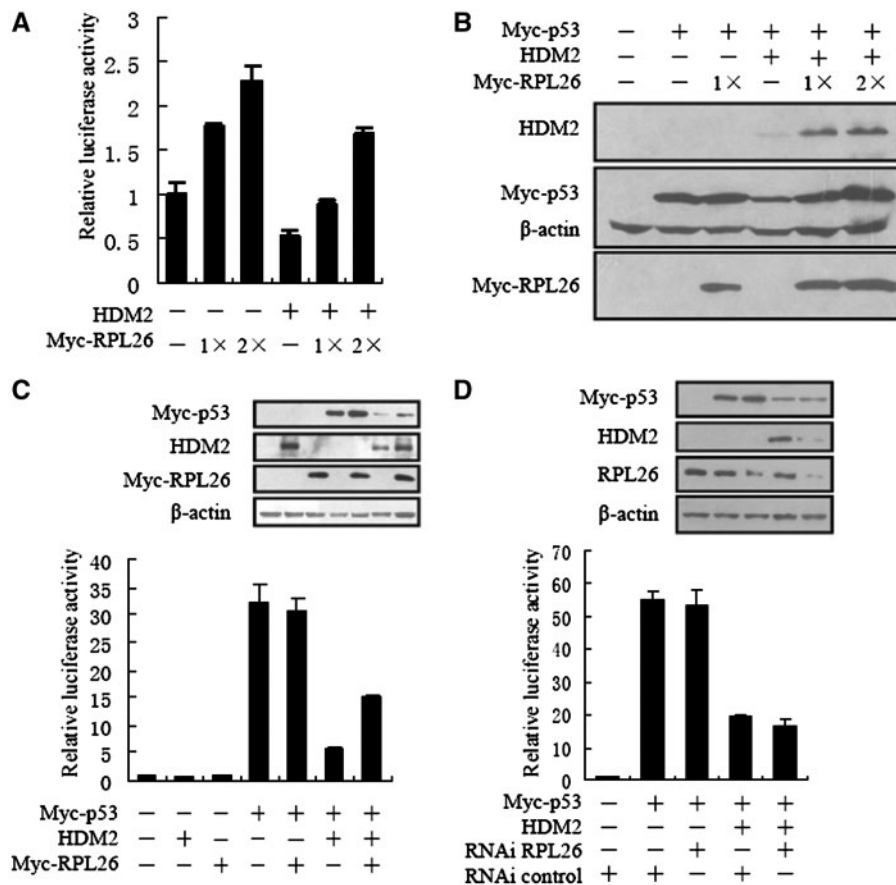 A
Relative luciferase activity
3
2.5
2
1.5
1
0.5
0
HDM2 − − − + + +
Myc-RPL26 − 1× 2× − 1× 2×
B
Myc-p53 − + + + + +
HDM2 − − − + + +
Myc-RPL26 − − 1× − 1× 2×
HDM2
Myc-p53
β-actin
Myc-RPL26
C
Myc-p53
HDM2
Myc-RPL26
β-actin
Relative luciferase activity
40
35
30
25
20
15
10
5
0
Myc-p53 − − − + + + +
HDM2 − + − − − + +
Myc-RPL26 − − + − + − +
D
Myc-p53
HDM2
RPL26
β-actin
Relative luciferase activity
70
60
50
40
30
20
10
0
Myc-p53 − + + + +
HDM2 − − − + +
RNAi RPL26 − − + − +
RNAi control + + − + −